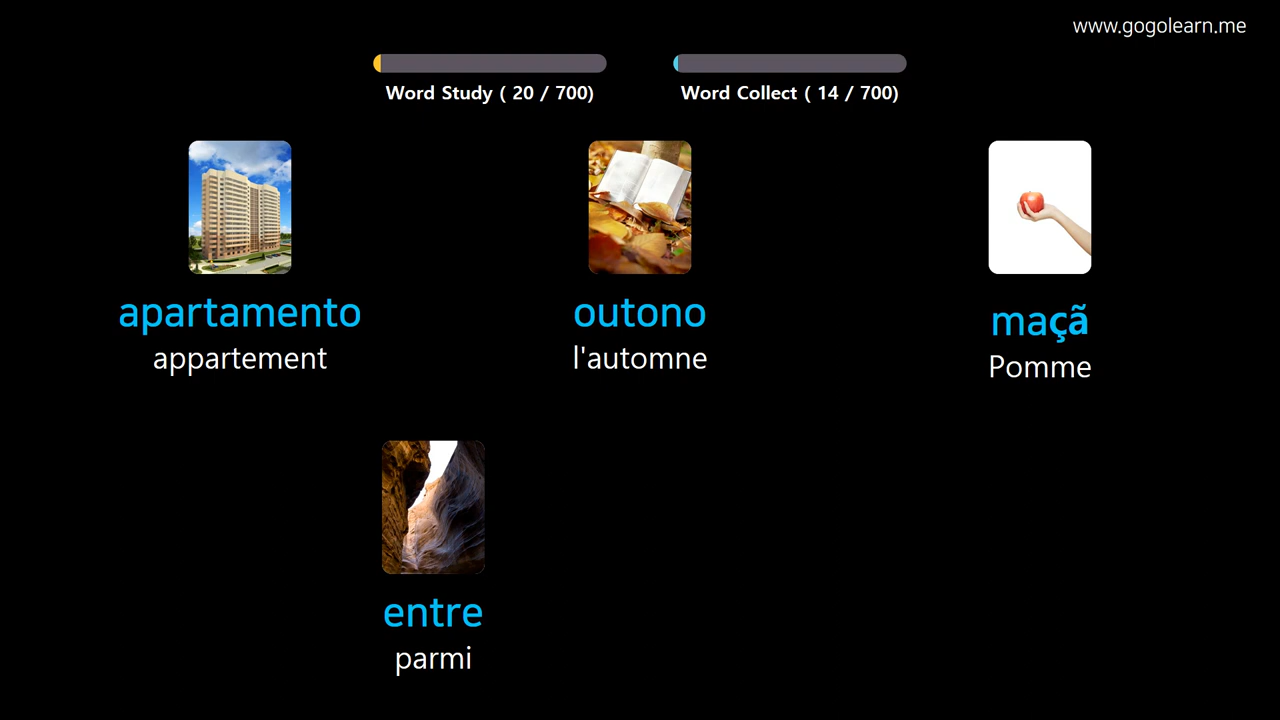 www.gogolearn.me
Word Study ( 20 / 700)
Word Collect ( 14 / 700)
apartamento
appartement
outono
l'automne
maçã
Pomme
entre
parmi